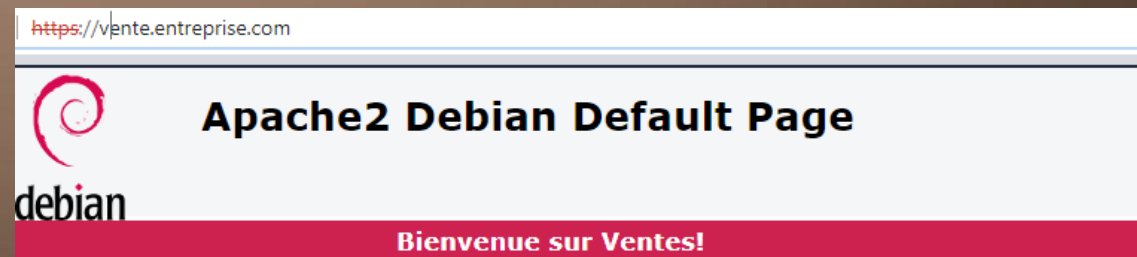 https://vente.entreprise.com
Apache2 Debian Default Page
debian
Bienvenue sur Ventes!